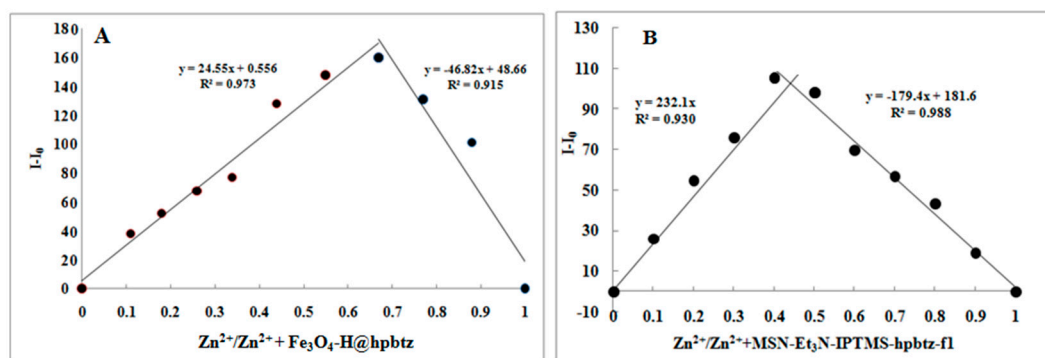 A
180
160
140
120
100
80
60
40
20
0
I-I₀
y = 24.55x + 0.556
R² = 0.973
y = -46.82x + 48.66
R² = 0.915
0 0.1 0.2 0.3 0.4 0.5 0.6 0.7 0.8 0.9 1
Zn²⁺/Zn²⁺ + Fe₃O₄-H@hpbtz
B
130
110
90
70
50
30
10
-10
I-I₀
y = 232.1x
R² = 0.930
y = -179.4x + 181.6
R² = 0.988
0 0.1 0.2 0.3 0.4 0.5 0.6 0.7 0.8 0.9 1
Zn²⁺/Zn²⁺+MSN-Et₃N-IPTMS-hpbtz-f1